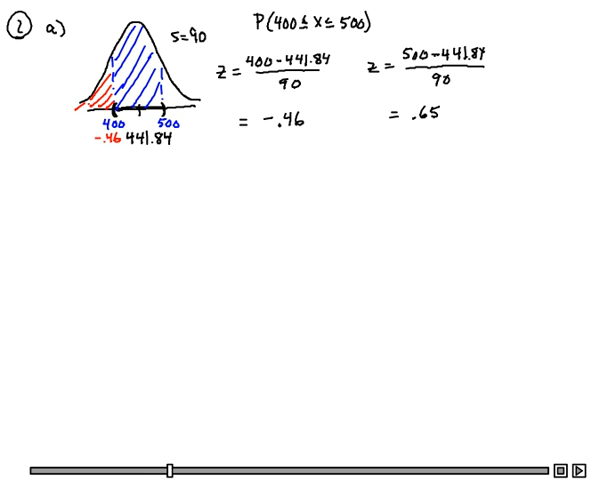 ② a)
S=90
P(400 ≤ x ≤ 500)
z = 400-441.84 / 90
z = 500-441.84 / 90
= -.46
= .65
400 500
-.46 441.84